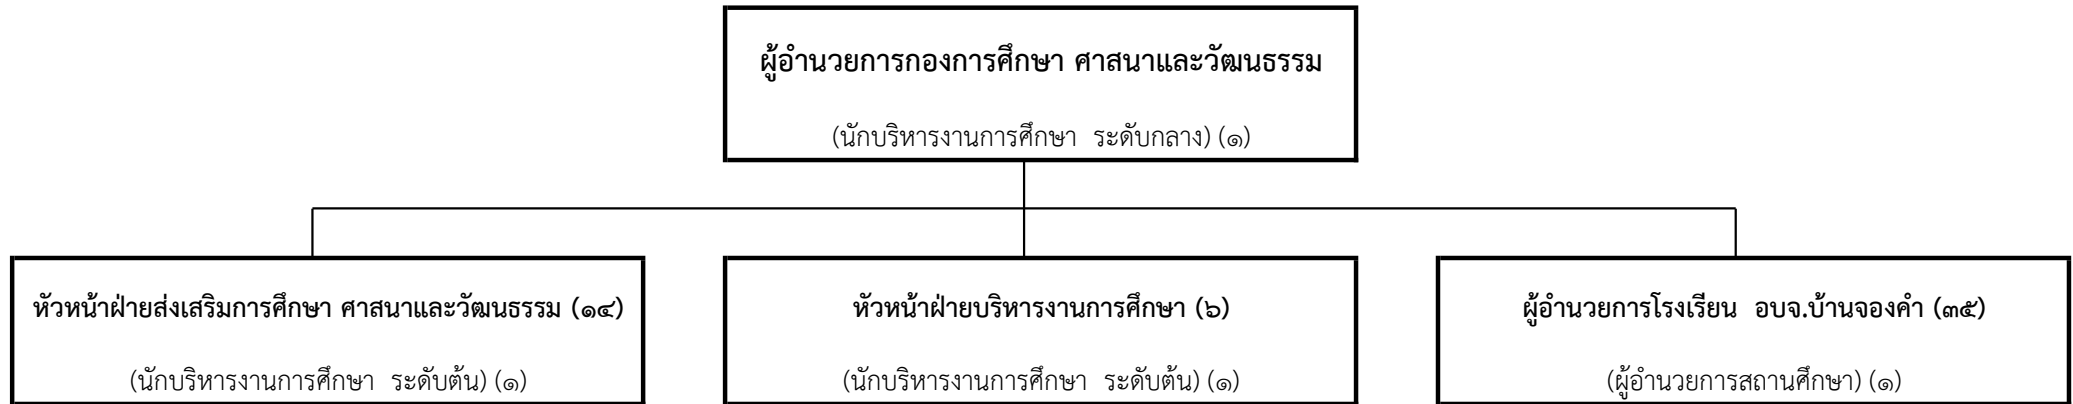 ผู้อำนวยการกองการศึกษา ศาสนาและวัฒนธรรม
(นักบริหารงานการศึกษา ระดับกลาง) (๑)
หัวหน้าฝ่ายส่งเสริมการศึกษา ศาสนาและวัฒนธรรม (๑๔)
(นักบริหารงานการศึกษา ระดับต้น) (๑)
หัวหน้าฝ่ายบริหารงานการศึกษา (๖)
(นักบริหารงานการศึกษา ระดับต้น) (๑)
ผู้อำนวยการโรงเรียน อบจ.บ้านจองคำ (๓๕)
(ผู้อำนวยการสถานศึกษา) (๑)